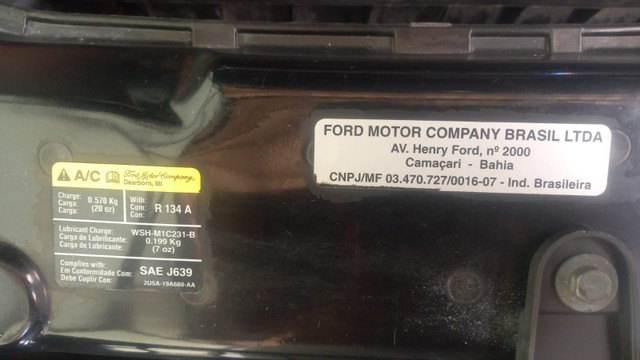 FORD MOTOR COMPANY BRASIL LTDA
AV. Henry Ford, nº 2000
Camaçari - Bahia
CNPJ/MF 03.470.727/0016-07 - Ind. Brasileira
A/C Ford Motor Company,
Dearborn, MI
Charge:
Carga:
Carga:
0.570 Kg
(20 oz)
With:
Com:
Con:
R 134 A
Lubricant Charge:
Carga de Lubrificante:
Carga de Lubricante:
WSH-M1C231-B
0.199 Kg
(7 oz)
Complies with:
Em Conformidade Com:
Debe Cuplir Con:
SAE J639
2U5A-19A688-AA